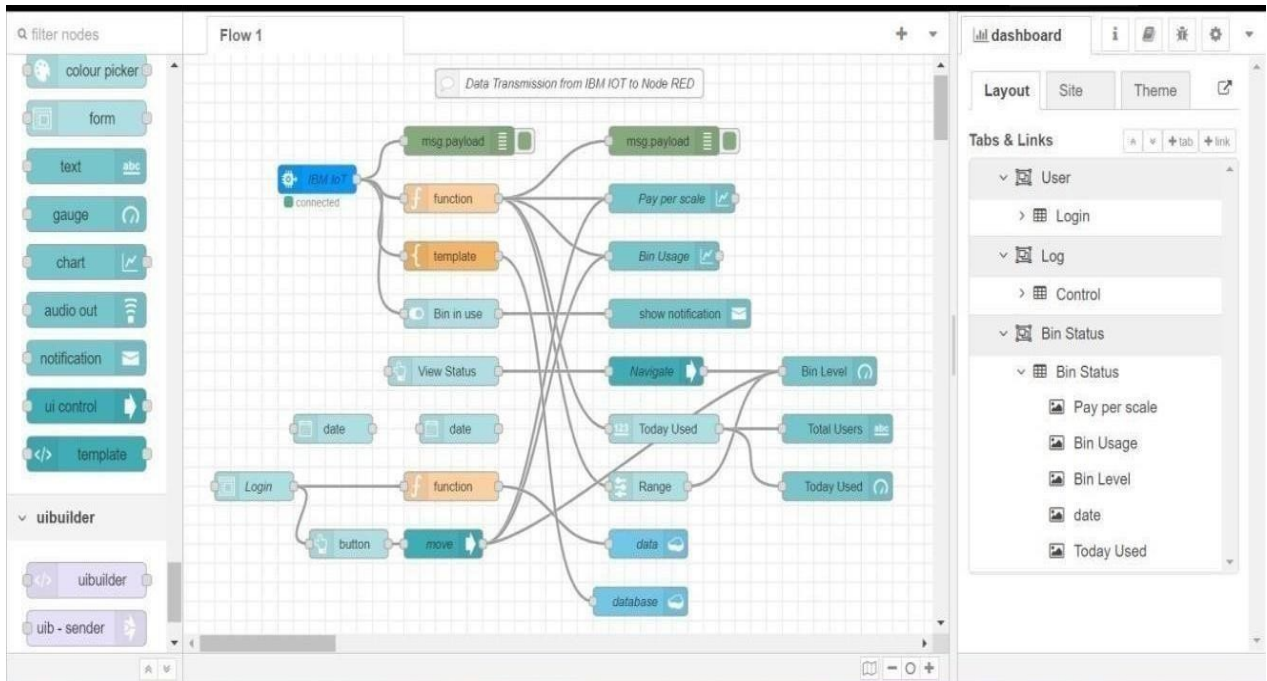 filter nodes
colour picker
form
text
abc
gauge
chart
audio out
notification
ui control
template
uibuilder
uibuilder
uib - sender
Flow 1
Data Transmission from IBM IOT to Node RED
msg.payload
msg.payload
IBM IoT
connected
function
Pay per scale
template
Bin Usage
Bin in use
show notification
View Status
Navigate
Bin Level
date
date
123
Today Used
Total Users
abc
Login
function
Range
Today Used
button
move
data
database
dashboard
i
Layout
Site
Theme
Tabs & Links
+ tab
+ link
User
Login
Log
Control
Bin Status
Bin Status
Pay per scale
Bin Usage
Bin Level
date
Today Used